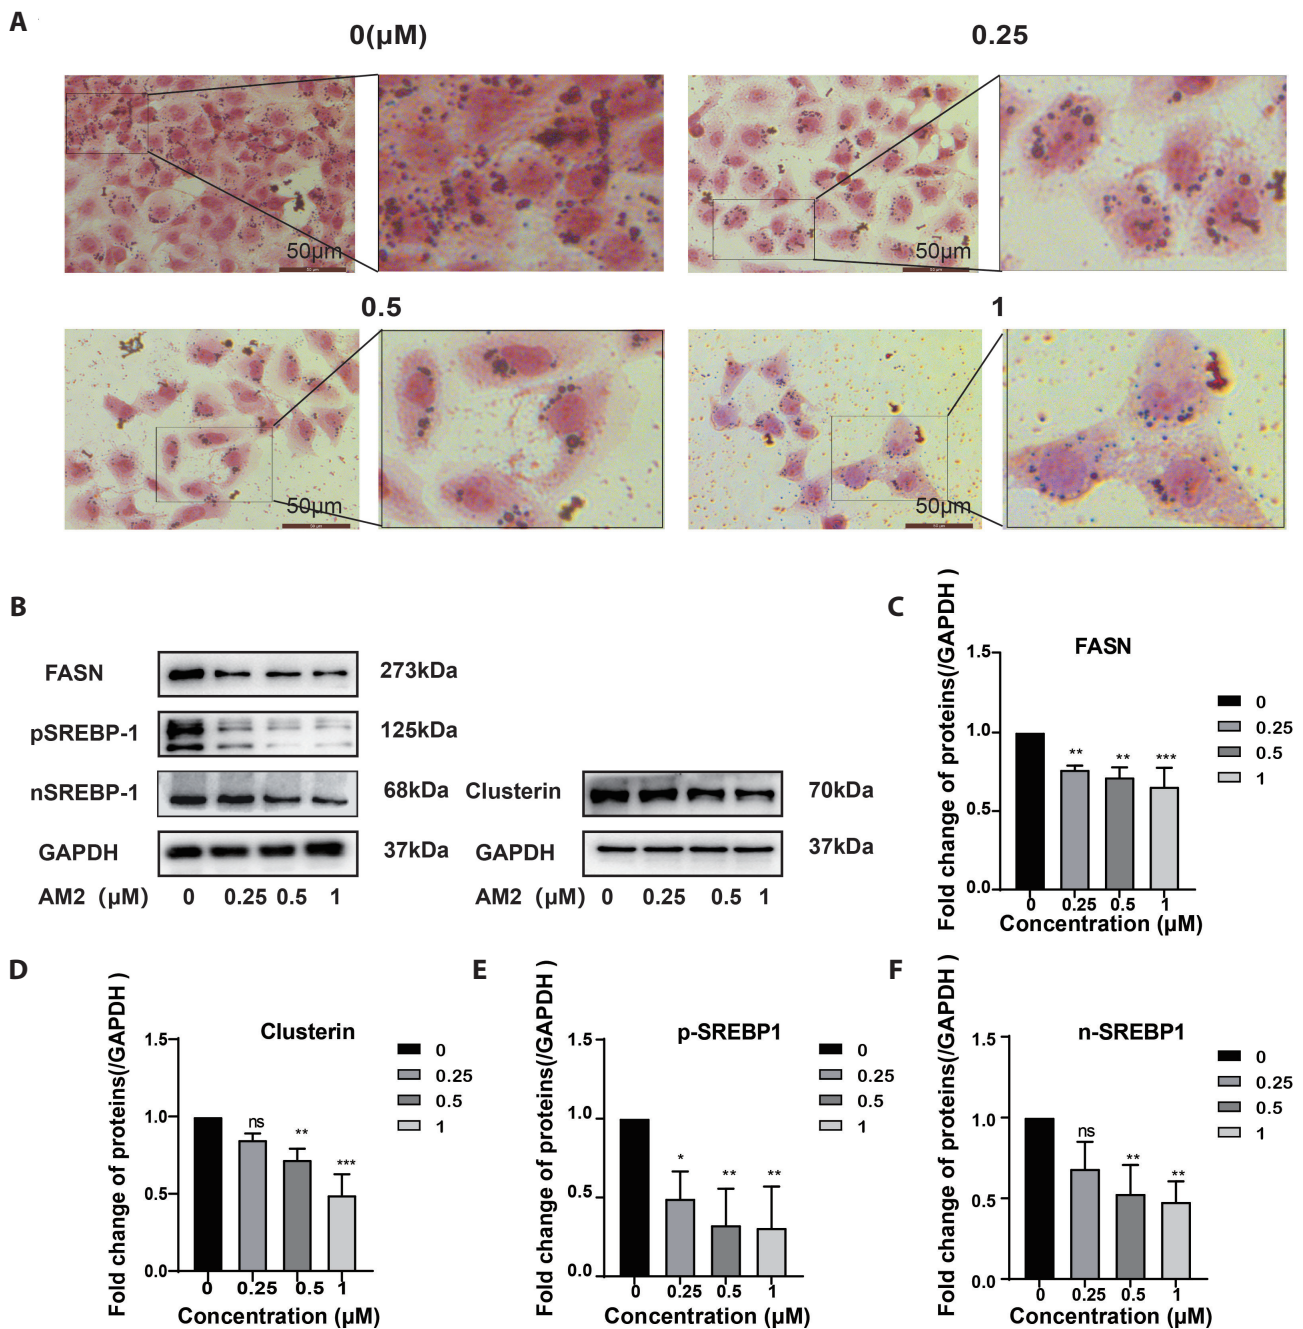 A
0(μM)
0.25
50μm
50μm
0.5
1
50μm
50μm
B
FASN
273kDa
pSREBP-1
125kDa
nSREBP-1
68kDa
GAPDH
37kDa
AM2 (μM) 0 0.25 0.5 1
Clusterin
70kDa
GAPDH
37kDa
AM2 (μM) 0 0.25 0.5 1
C
FASN
Fold change of proteins(/GAPDH )
1.5
1.0
0.5
0.0
** ** ***
0 0.25 0.5 1
Concentration (μM)
0
0.25
0.5
1
D
Clusterin
Fold change of proteins(/GAPDH )
1.5
1.0
0.5
0.0
ns ** ***
0 0.25 0.5 1
Concentration (μM)
0
0.25
0.5
1
E
p-SREBP1
Fold change of proteins(/GAPDH )
1.5
1.0
0.5
0.0
* ** **
0 0.25 0.5 1
Concentration (μM)
0
0.25
0.5
1
F
n-SREBP1
Fold change of proteins(/GAPDH )
1.5
1.0
0.5
0.0
ns ** **
0 0.25 0.5 1
Concentration (μM)
0
0.25
0.5
1